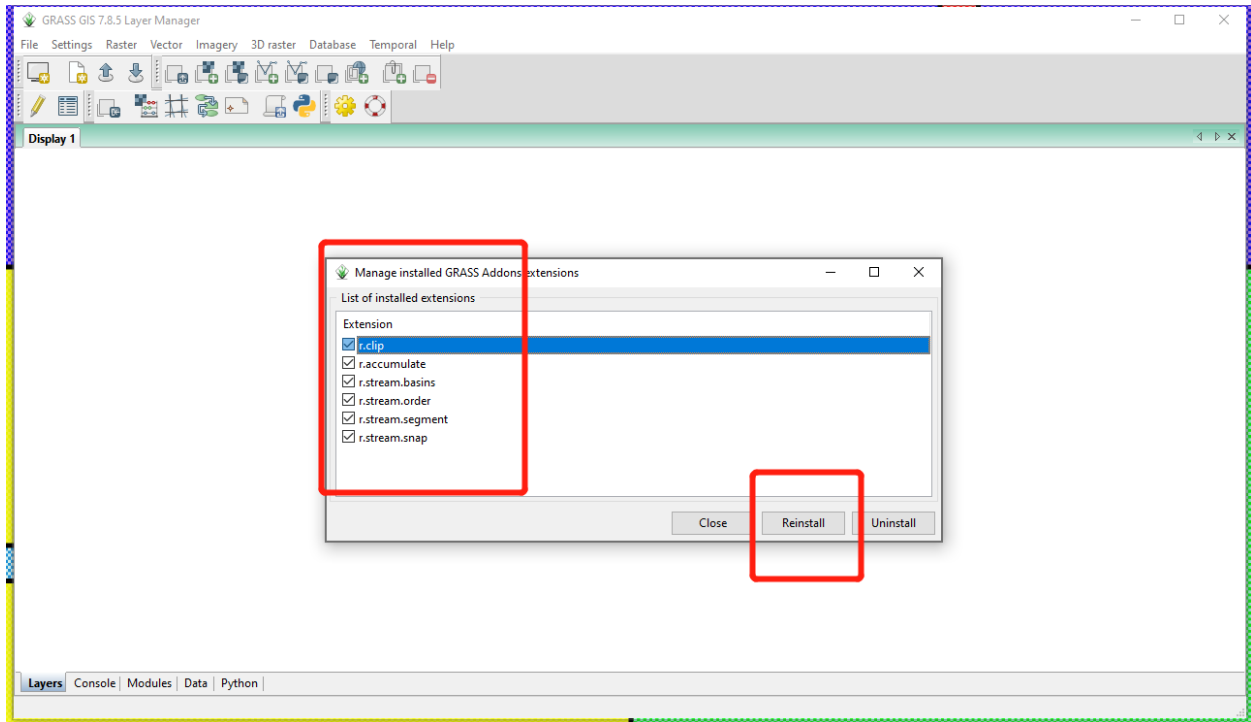 GRASS GIS 7.8.5 Layer Manager
File Settings Raster Vector Imagery 3D raster Database Temporal Help
Display 1
Manage installed GRASS Addons extensions
List of installed extensions
Extension
r.clip
r.accumulate
r.stream.basins
r.stream.order
r.stream.segment
r.stream.snap
Close Reinstall Uninstall
Layers Console Modules Data Python